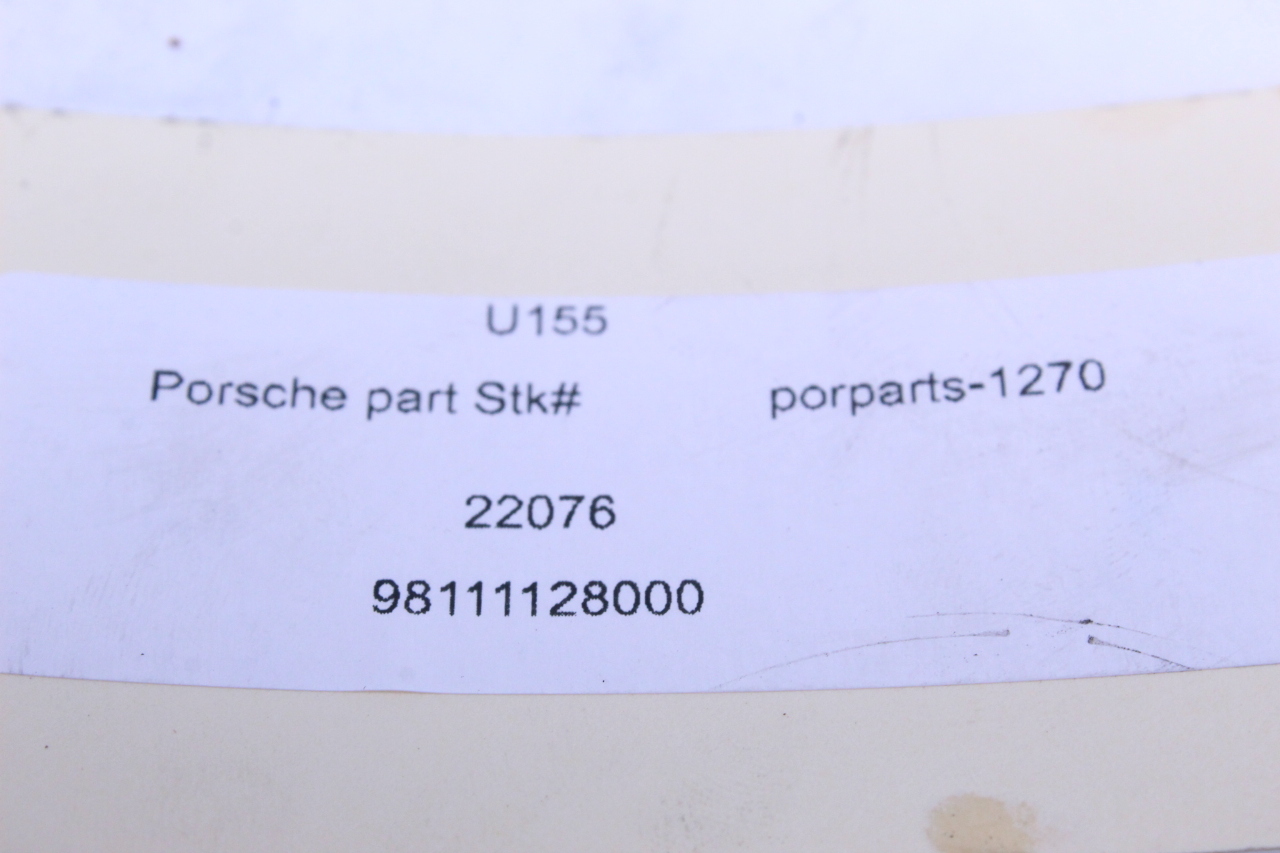 U155
Porsche part Stk# porparts-1270
22076
98111128000